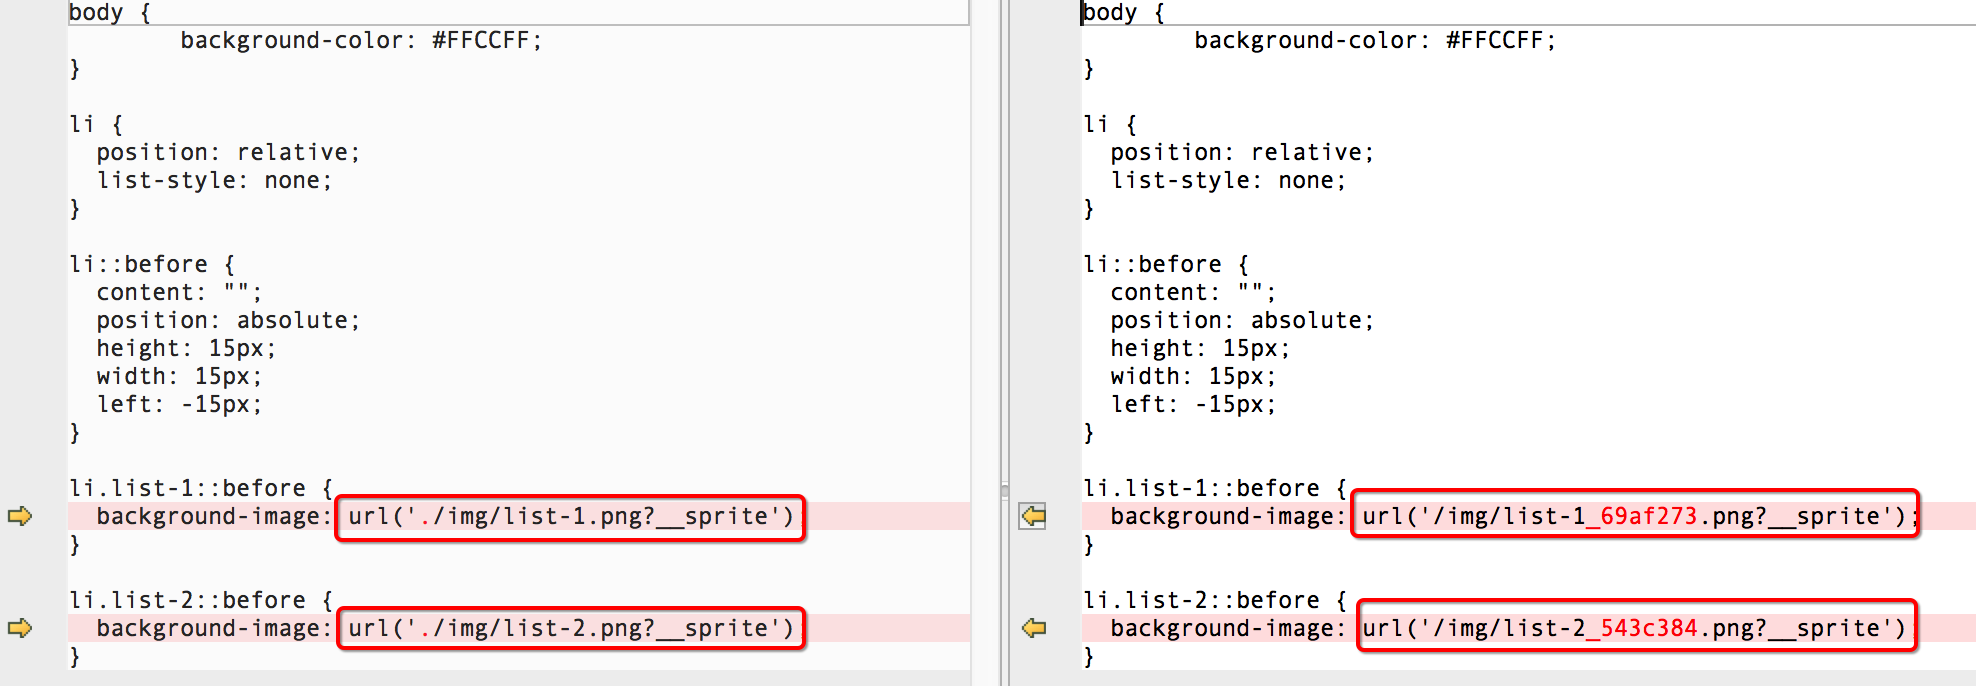 body {
        background-color: #FFCCFF;
}

li {
  position: relative;
  list-style: none;
}

li::before {
  content: "";
  position: absolute;
  height: 15px;
  width: 15px;
  left: -15px;
}

li.list-1::before {
  background-image: url('./img/list-1.png?__sprite')
}

li.list-2::before {
  background-image: url('./img/list-2.png?__sprite')
}

body {
        background-color: #FFCCFF;
}

li {
  position: relative;
  list-style: none;
}

li::before {
  content: "";
  position: absolute;
  height: 15px;
  width: 15px;
  left: -15px;
}

li.list-1::before {
  background-image: url('/img/list-1_69af273.png?__sprite');
}

li.list-2::before {
  background-image: url('/img/list-2_543c384.png?__sprite')
}